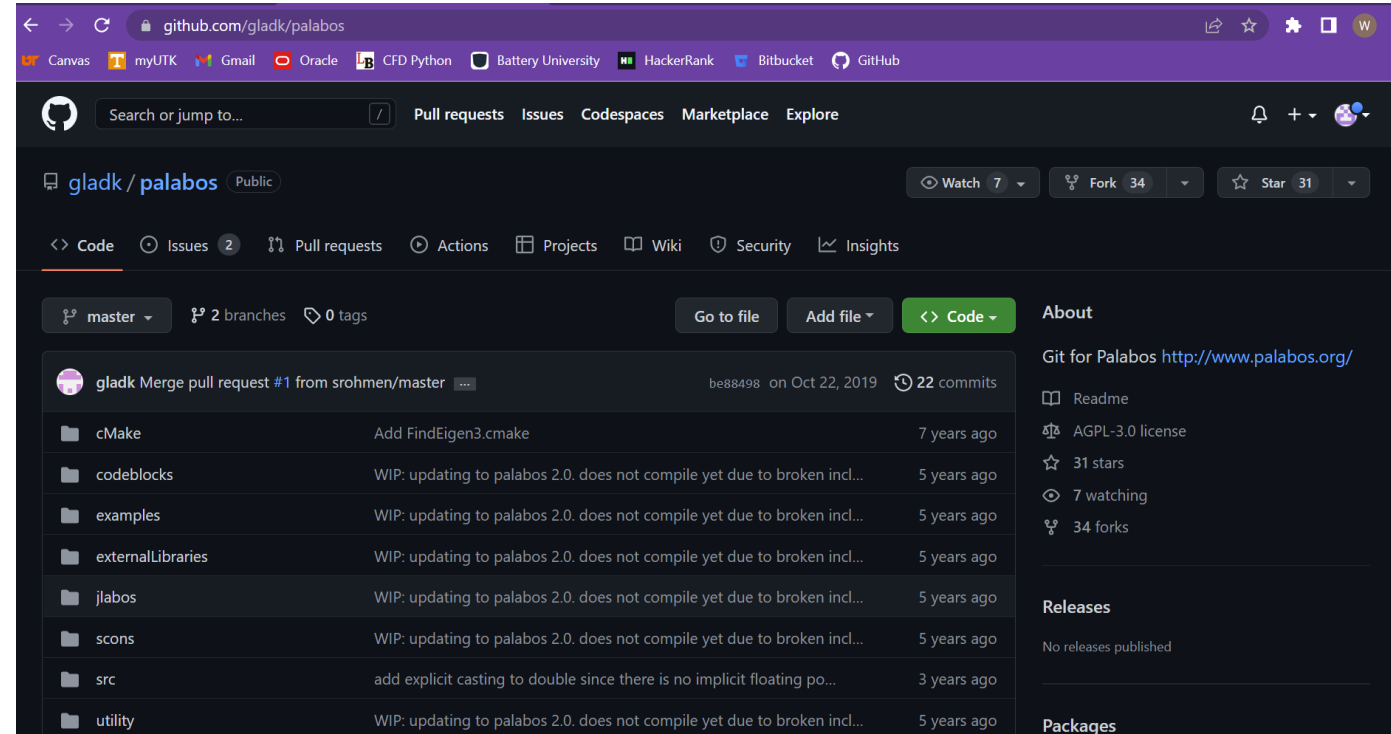 github.com/gladk/palabos W
UT Canvas T myUTK M Gmail Oracle LB CFD Python Battery University H HackerRank Bitbucket GitHub
Search or jump to... / Pull requests Issues Codespaces Marketplace Explore
gladk / palabos Public Watch 7 Fork 34 Star 31
<> Code Issues 2 Pull requests Actions Projects Wiki Security Insights
master 2 branches 0 tags Go to file Add file <> Code About
Git for Palabos http://www.palabos.org/
gladk Merge pull request #1 from srohmen/master ... be88498 on Oct 22, 2019 22 commits
Readme
cMake Add FindEigen3.cmake 7 years ago
AGPL-3.0 license
31 stars
codeblocks WIP: updating to palabos 2.0. does not compile yet due to broken incl... 5 years ago
7 watching
examples WIP: updating to palabos 2.0. does not compile yet due to broken incl... 5 years ago
34 forks
externalLibraries WIP: updating to palabos 2.0. does not compile yet due to broken incl... 5 years ago
jlabos WIP: updating to palabos 2.0. does not compile yet due to broken incl... 5 years ago
Releases
scons WIP: updating to palabos 2.0. does not compile yet due to broken incl... 5 years ago
No releases published
src add explicit casting to double since there is no implicit floating po... 3 years ago
utility WIP: updating to palabos 2.0. does not compile yet due to broken incl... 5 years ago
Packages